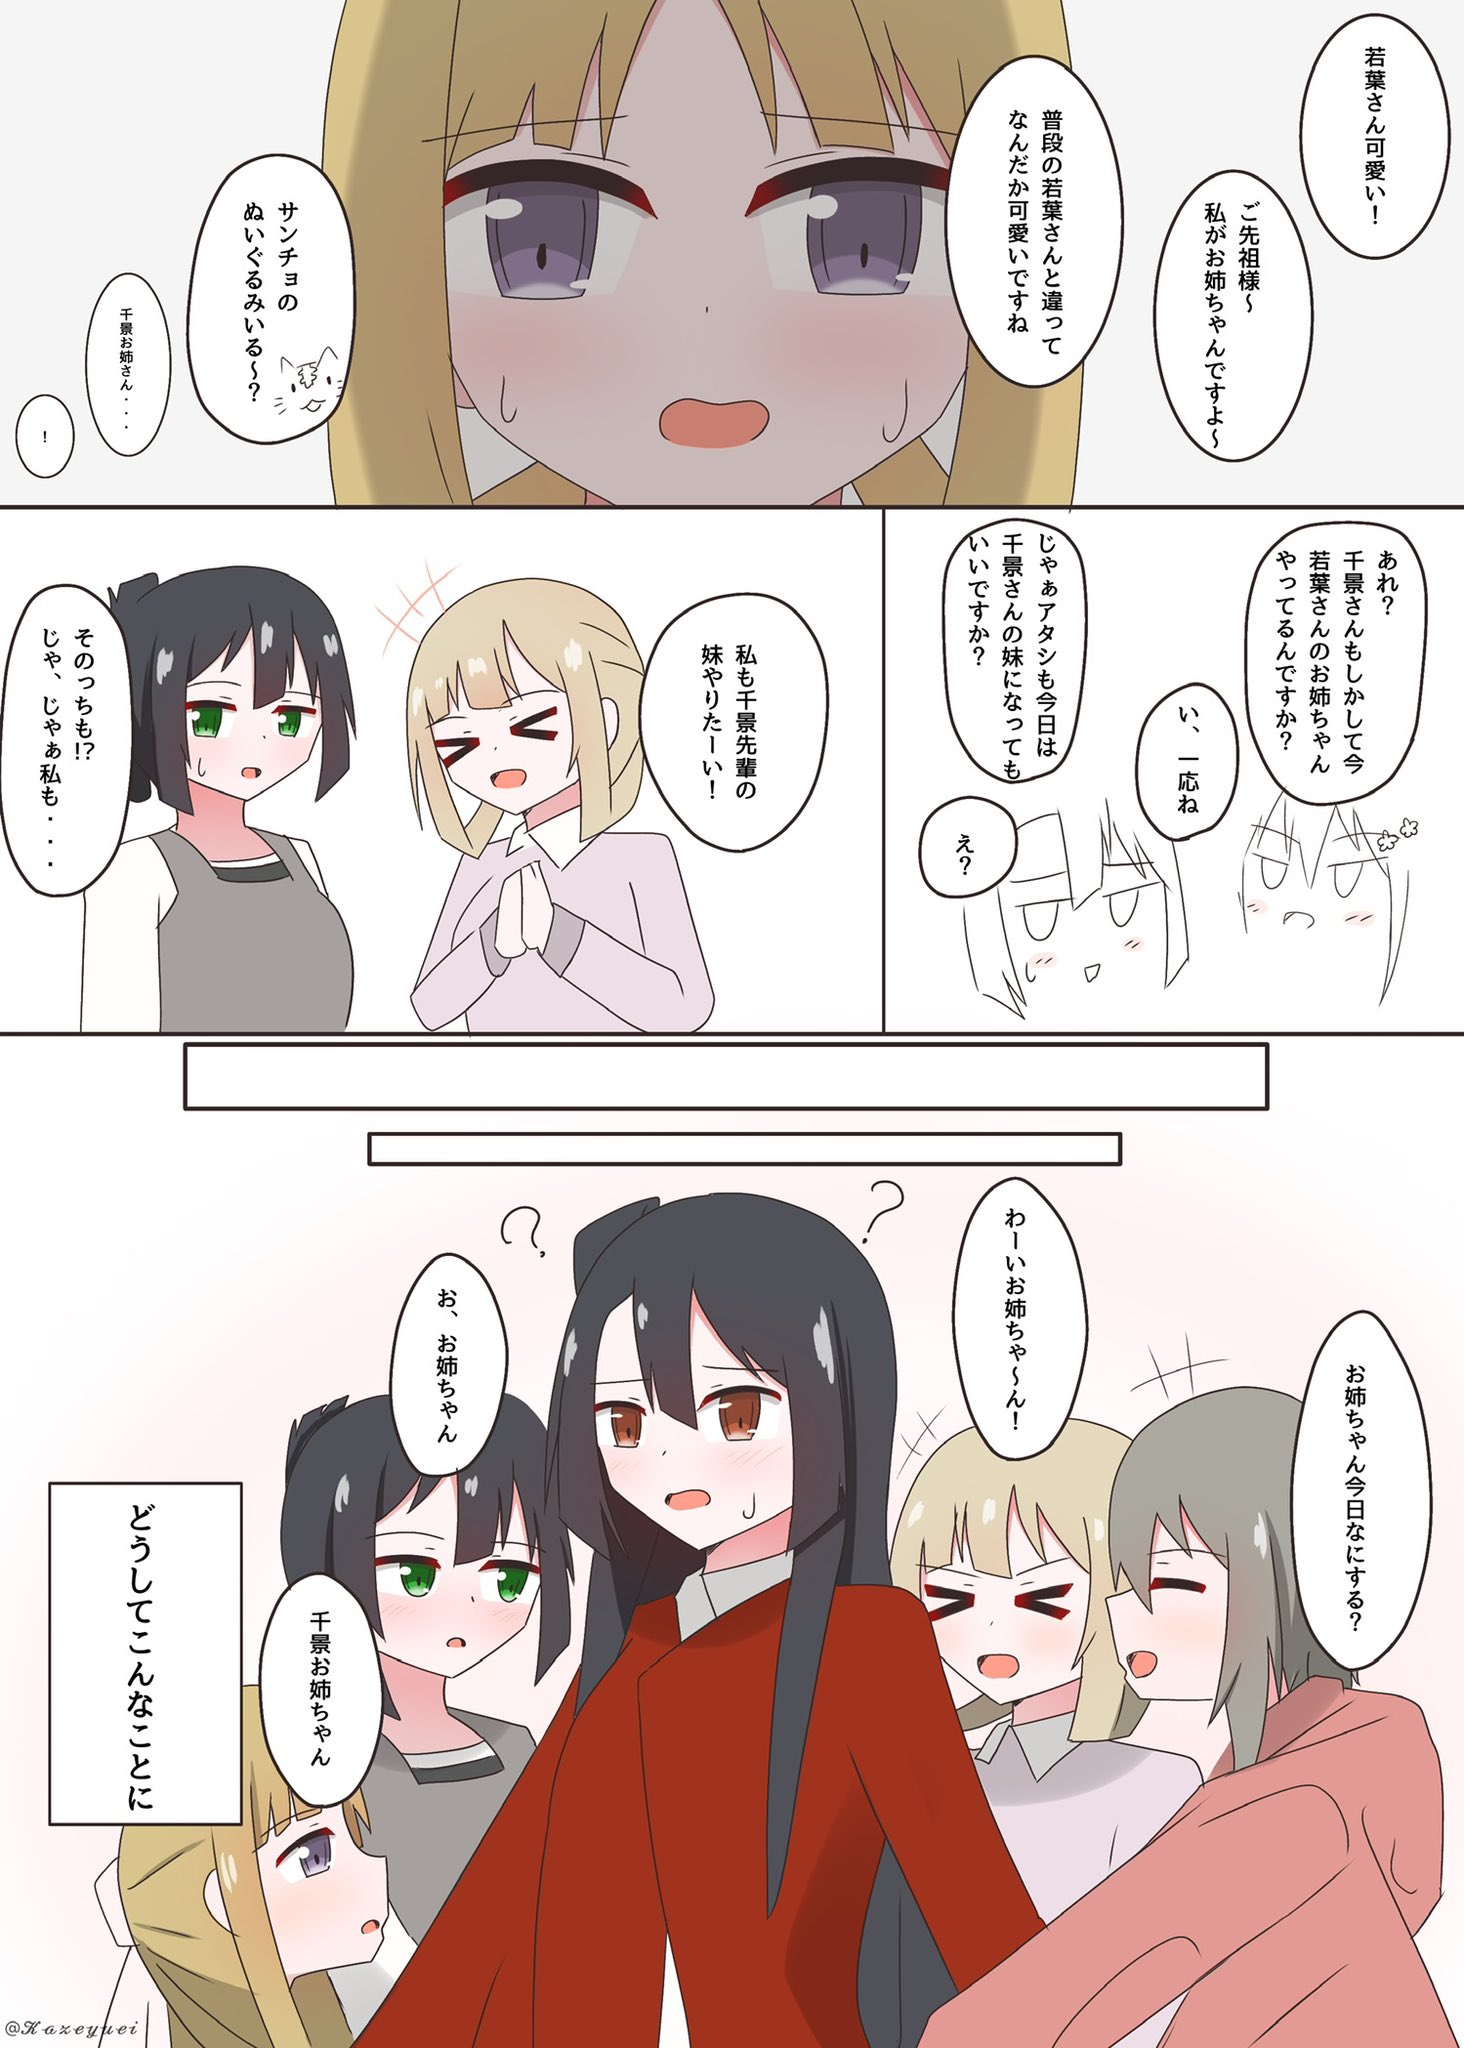 若葉さん可愛い！
ご先祖様〜
私がお姉ちゃんですよ〜
普段の若葉さんと違って
なんだか可愛いですね
サンチョの
ぬいぐるみいる〜？
千景お姉さん・・・・
！
あれ？
千景さんもしかして今
若葉さんのお姉ちゃん
やってるんですか？
い、一応ね
じゃぁアタシも今日は
千景さんの妹になっても
いいですか？
え？
私も千景先輩の
妹やりたーい！
そのっちも!?
じゃ、じゃぁ私も・・・・
お姉ちゃん今日なにする？
わーいお姉ちゃ〜ん！
お、お姉ちゃん
千景お姉ちゃん
どうしてこんなことに
@Kazeyuei